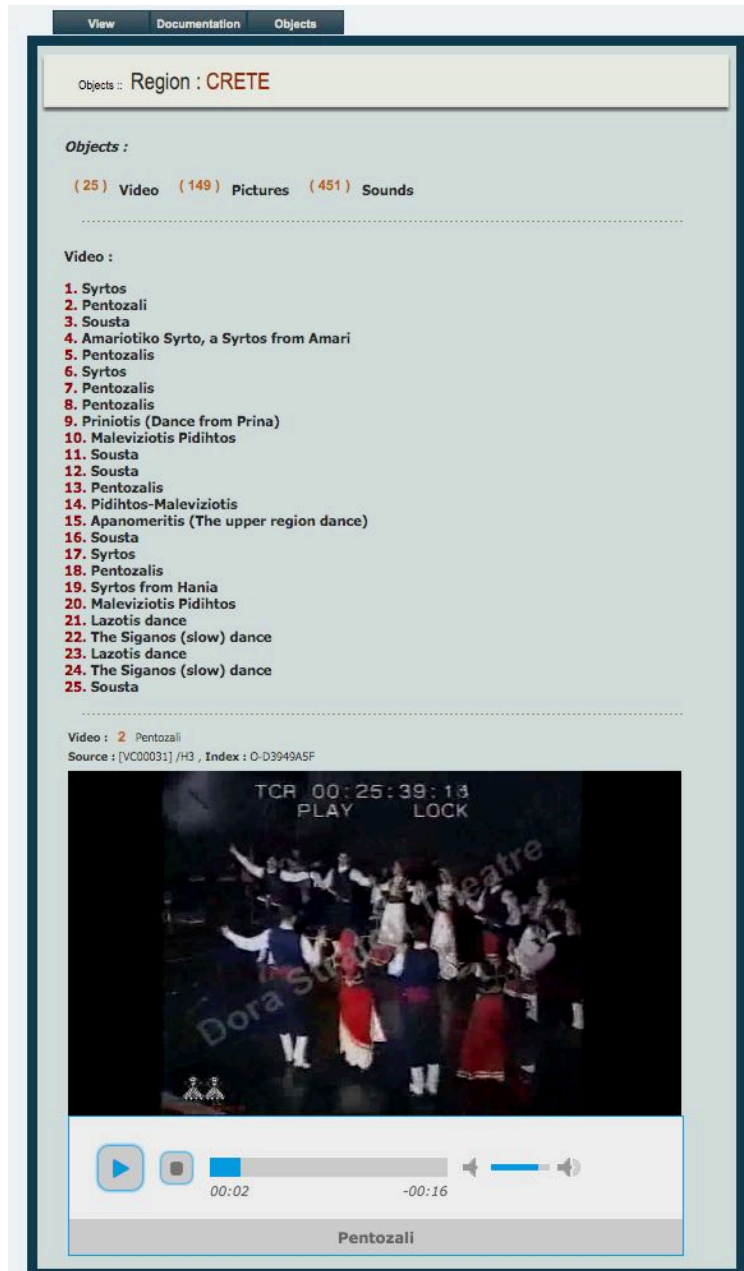 View Documentation Objects
Objects :: Region : CRETE
Objects :
( 25 ) Video ( 149 ) Pictures ( 451 ) Sounds
Video :
1. Syrtos
2. Pentozali
3. Sousta
4. Amariotiko Syrto, a Syrtos from Amari
5. Pentozalis
6. Syrtos
7. Pentozalis
8. Pentozalis
9. Priniotis (Dance from Prina)
10. Maleviziotis Pidihtos
11. Sousta
12. Sousta
13. Pentozalis
14. Pidihtos-Maleviziotis
15. Apanomeritis (The upper region dance)
16. Sousta
17. Syrtos
18. Pentozalis
19. Syrtos from Hania
20. Maleviziotis Pidihtos
21. Lazotis dance
22. The Siganos (slow) dance
23. Lazotis dance
24. The Siganos (slow) dance
25. Sousta
Video : 2 Pentozali
Source : [VC00031] /H3 , Index : O-D3949A5F
TCR 00:25:39:
PLAY LOCK
Dora Theatre
00:02 -00:16
Pentozali